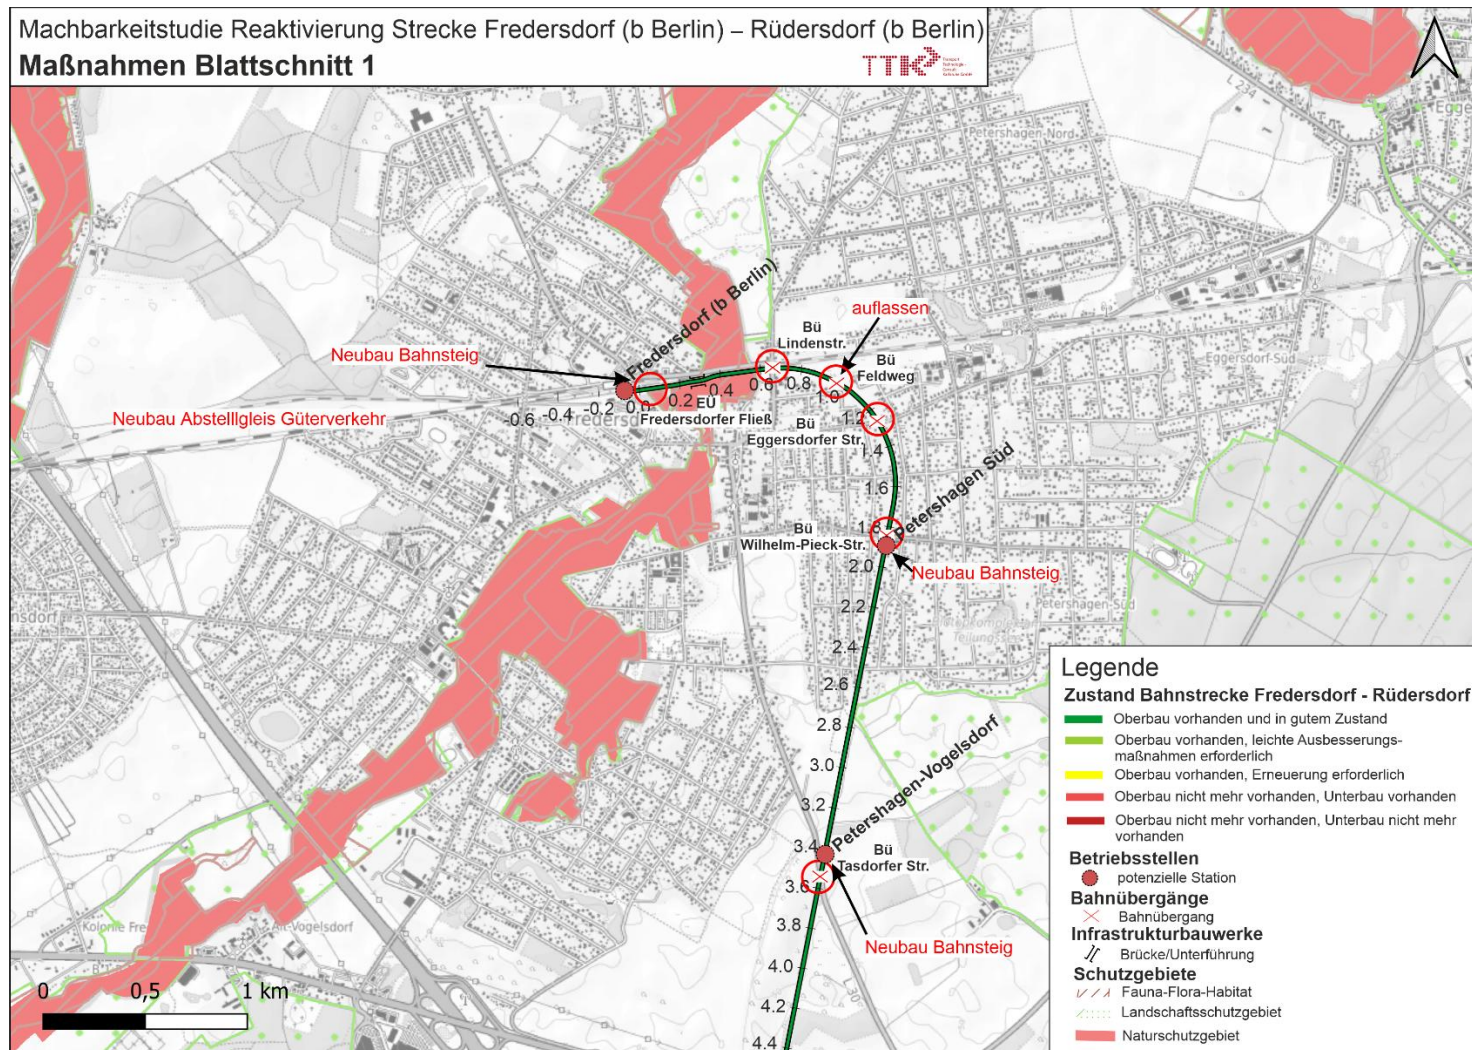 Machbarkeitstudie Reaktivierung Strecke Fredersdorf (b Berlin) – Rüdersdorf (b Berlin)
Maßnahmen Blattschnitt 1
TTK
L 234
Petershagen-Nord
Fredersdorf (b Berlin)
auflassen
Bü
Lindenstr.
Bü
Feldweg
Eggersdorf-Süd
Neubau Bahnsteig
Neubau Abstelllgleis Güterverkehr
-0.6
-0.4
-0.2
0.0
0.2
0.4
0.6
0.8
1.0
1.2
1.4
1.6
1.8
EÜ
Fredersdorfer Fließ
Bü
Eggersdorfer Str.
Petershagen Süd
Bü
Wilhelm-Pieck-Str.
Neubau Bahnsteig
Petershagen-Süd
2.0
2.2
2.4
2.6
2.8
3.0
3.2
3.4
3.6
3.8
4.0
4.2
4.4
Petershagen-Vogelsdorf
Bü
Tasdorfer Str.
Neubau Bahnsteig
L30
Alt-Vogelsdorf
0 0,5 1 km
Legende
Zustand Bahnstrecke Fredersdorf - Rüdersdorf
Oberbau vorhanden und in gutem Zustand
Oberbau vorhanden, leichte Ausbesserungs-
maßnahmen erforderlich
Oberbau vorhanden, Erneuerung erforderlich
Oberbau nicht mehr vorhanden, Unterbau vorhanden
Oberbau nicht mehr vorhanden, Unterbau nicht mehr
vorhanden
Betriebsstellen
potenzielle Station
Bahnübergänge
Bahnübergang
Infrastrukturbauwerke
Brücke/Unterführung
Schutzgebiete
Fauna-Flora-Habitat
Landschaftsschutzgebiet
Naturschutzgebiet